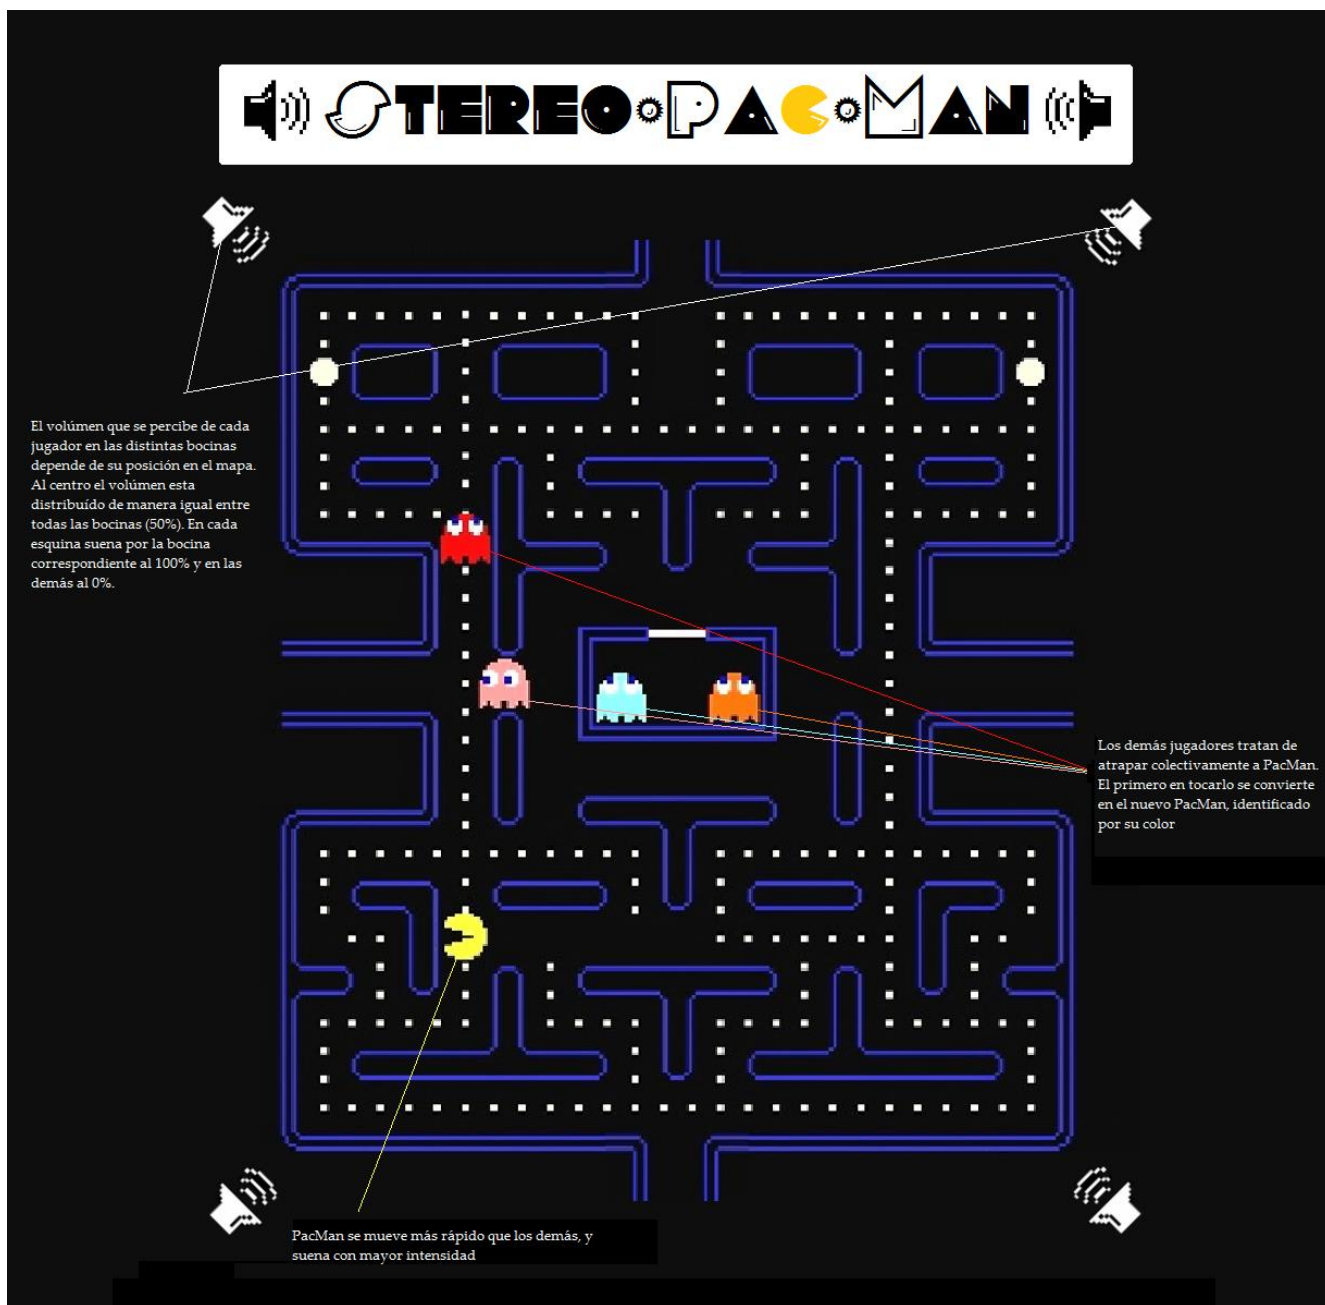 STEREO PAC MAN
El volúmen que se percibe de cada
jugador en las distintas bocinas
depende de su posición en el mapa.
Al centro el volúmen esta
distribuído de manera igual entre
todas las bocinas (50%). En cada
esquina suena por la bocina
correspondiente al 100% y en las
demás al 0%.
Los demás jugadores tratan de
atrapar colectivamente a PacMan.
El primero en tocarlo se convierte
en el nuevo PacMan, identificado
por su color
PacMan se mueve más rápido que los demás, y
suena con mayor intensidad